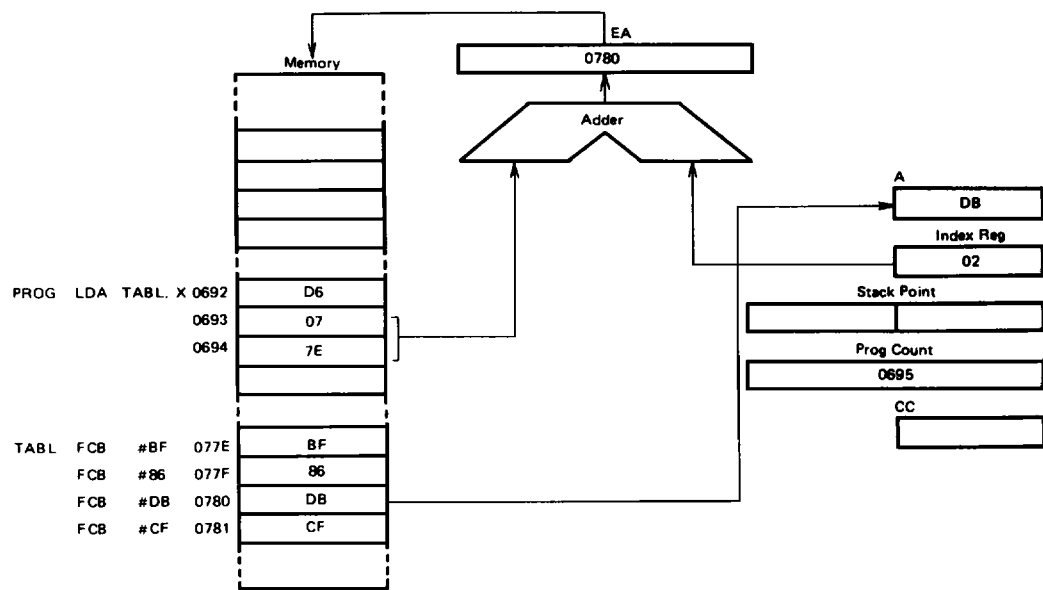 EA
0780
Memory
Adder
A
DB
Index Reg
02
PROG LDA TABL. X 0692 D6
0693 07
0694 7E
Stack Point
Prog Count
0695
CC
TABL FCB #BF 077E BF
FCB #86 077F 86
FCB #DB 0780 DB
FCB #CF 0781 CF